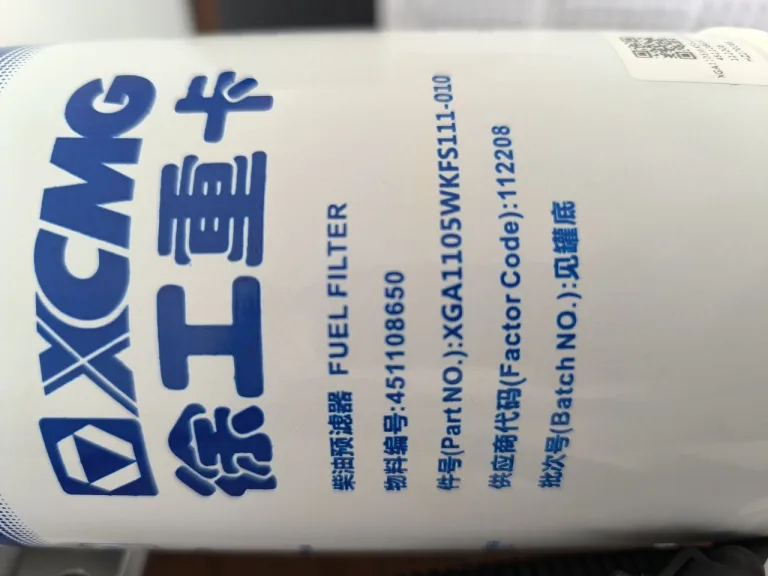 XCMG
徐工重卡
柴油预滤器 FUEL FILTER
物料编号:451108650
件号(Part NO.):XGA1105WKFS111-010
供应商代码(Factor Code):112208
批次号(Batch NO.):见罐底